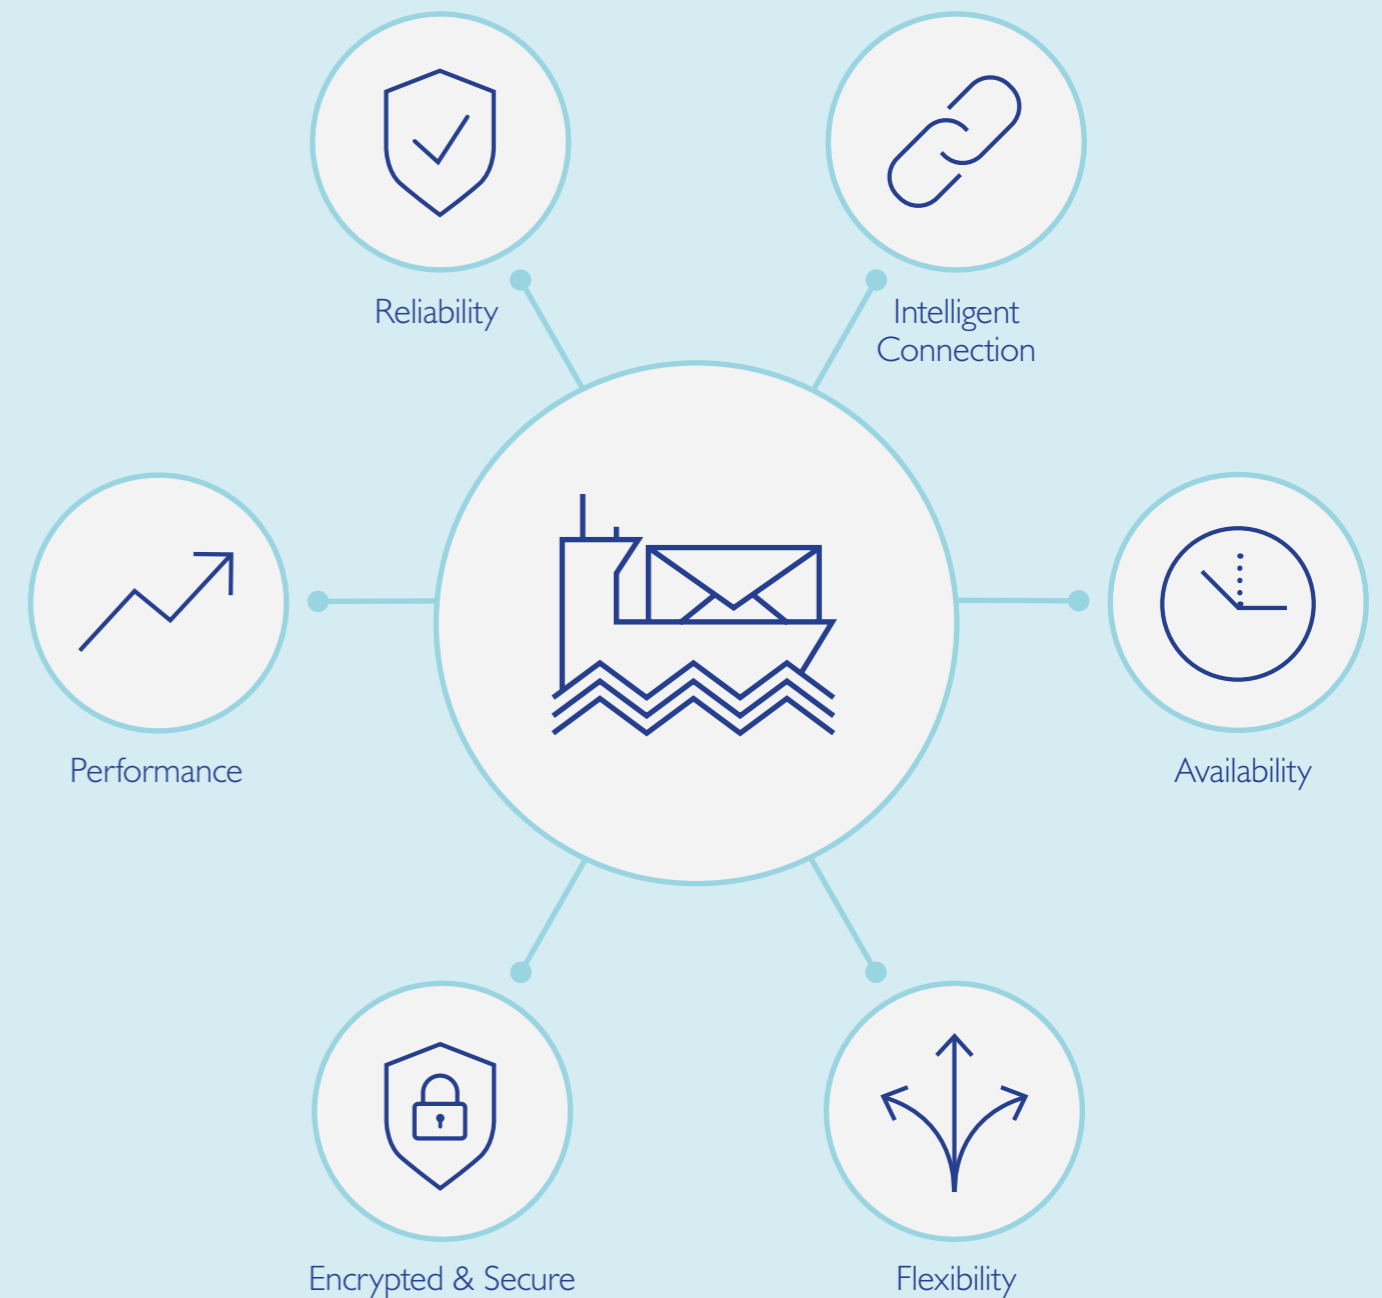 Reliability
Intelligent
Connection
Performance
Availability
Encrypted & Secure
Flexibility